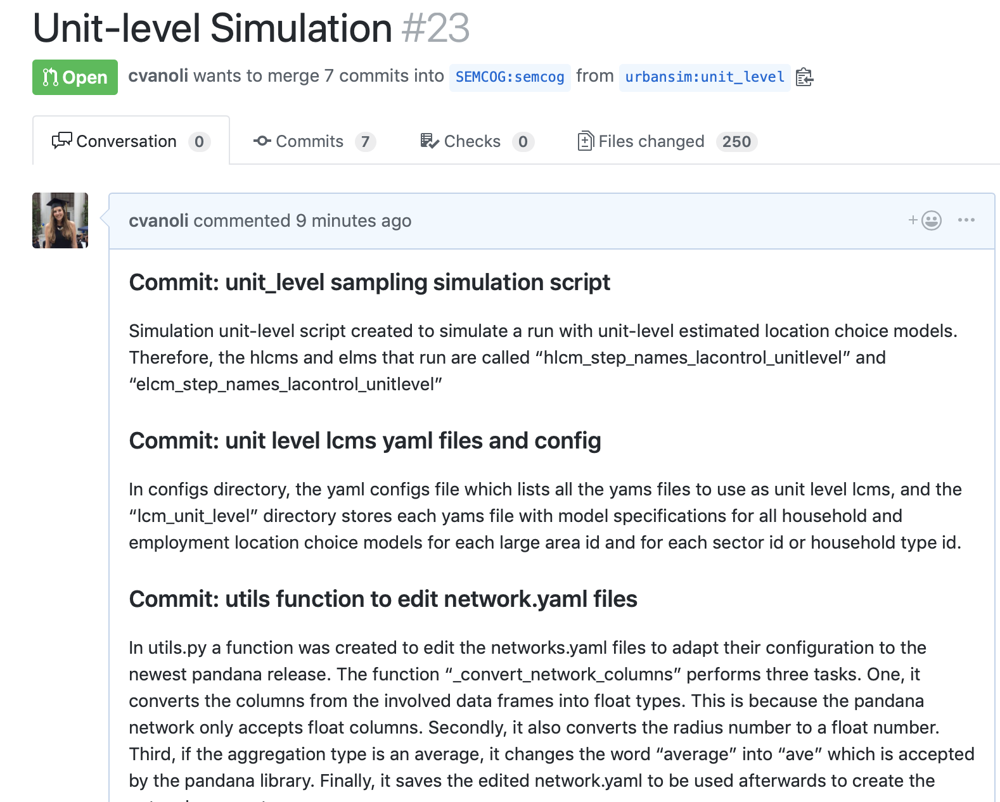 Unit-level Simulation #23
Open cvanoli wants to merge 7 commits into SEMCOG:semcog from urbansim:unit_level
Conversation 0 Commits 7 Checks 0 Files changed 250
cvanoli commented 9 minutes ago
Commit: unit_level sampling simulation script
Simulation unit-level script created to simulate a run with unit-level estimated location choice models.
Therefore, the hlcms and elms that run are called “hlcm_step_names_lacontrol_unitlevel” and
“elcm_step_names_lacontrol_unitlevel”
Commit: unit level lcms yaml files and config
In configs directory, the yaml configs file which lists all the yams files to use as unit level lcms, and the
“lcm_unit_level” directory stores each yams file with model specifications for all household and
employment location choice models for each large area id and for each sector id or household type id.
Commit: utils function to edit network.yaml files
In utils.py a function was created to edit the networks.yaml files to adapt their configuration to the
newest pandana release. The function “_convert_network_columns” performs three tasks. One, it
converts the columns from the involved data frames into float types. This is because the pandana
network only accepts float columns. Secondly, it also converts the radius number to a float number.
Third, if the aggregation type is an average, it changes the word “average” into “ave” which is accepted
by the pandana library. Finally, it saves the edited network.yaml to be used afterwards to create the